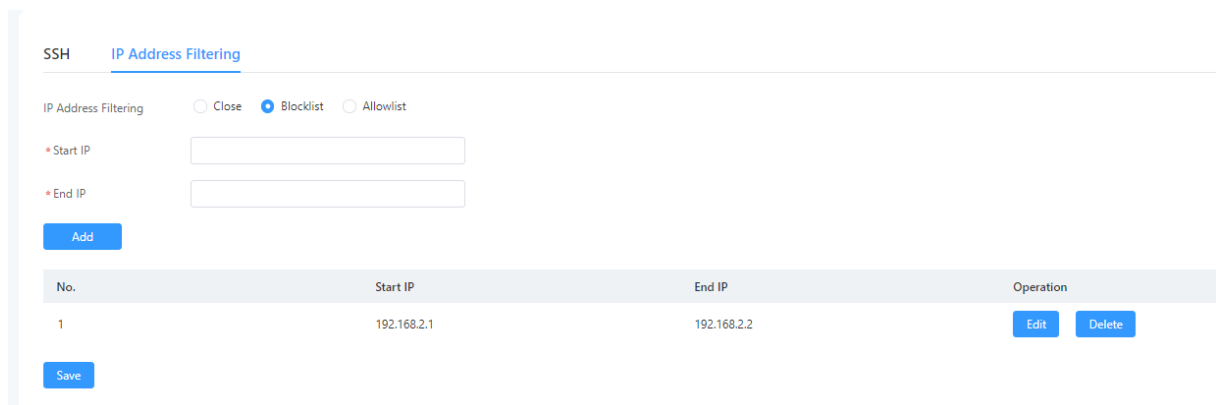 SSH IP Address Filtering
IP Address Filtering Close Blocklist Allowlist
* Start IP
* End IP
Add
No. Start IP End IP Operation
1 192.168.2.1 192.168.2.2 Edit Delete
Save